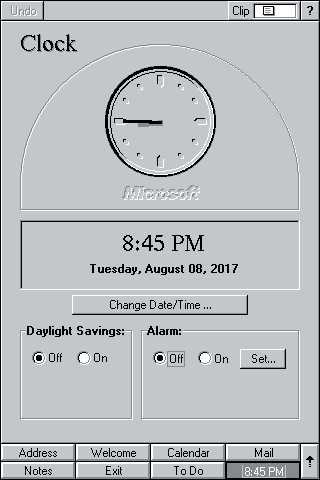 Undo Clip ?
Clock
Microsoft
8:45 PM
Tuesday, August 08, 2017
Change Date/Time ...
Daylight Savings: Alarm:
Off On Off On Set...
Address Welcome Calendar Mail
Notes Exit To Do 8:45 PM